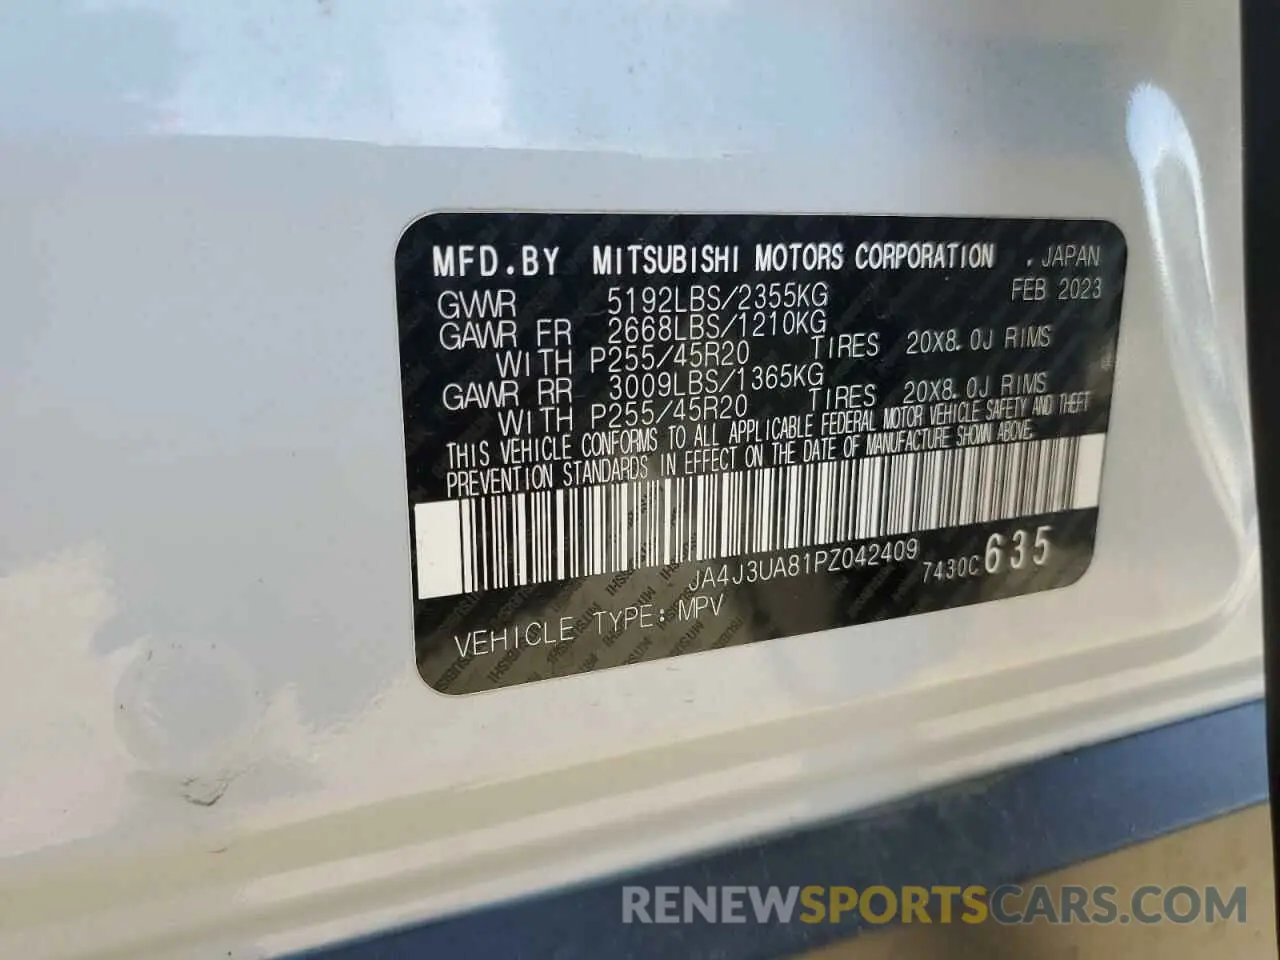 MFD.BY MITSUBISHI MOTORS CORPORATION . JAPAN
GVWR 5192LBS/2355KG FEB 2023
GAWR FR 2668LBS/1210KG
WITH P255/45R20 TIRES 20X8.0J RIMS
GAWR RR 3009LBS/1365KG
WITH P255/45R20 TIRES 20X8.0J RIMS
THIS VEHICLE CONFORMS TO ALL APPLICABLE FEDERAL MOTOR VEHICLE SAFETY AND THEFT
PREVENTION STANDARDS IN EFFECT ON THE DATE OF MANUFACTURE SHOWN ABOVE.
JA4J3UA81PZ042409 7430C635
VEHICLE TYPE: MPV
RENEWSPORTSCARS.COM